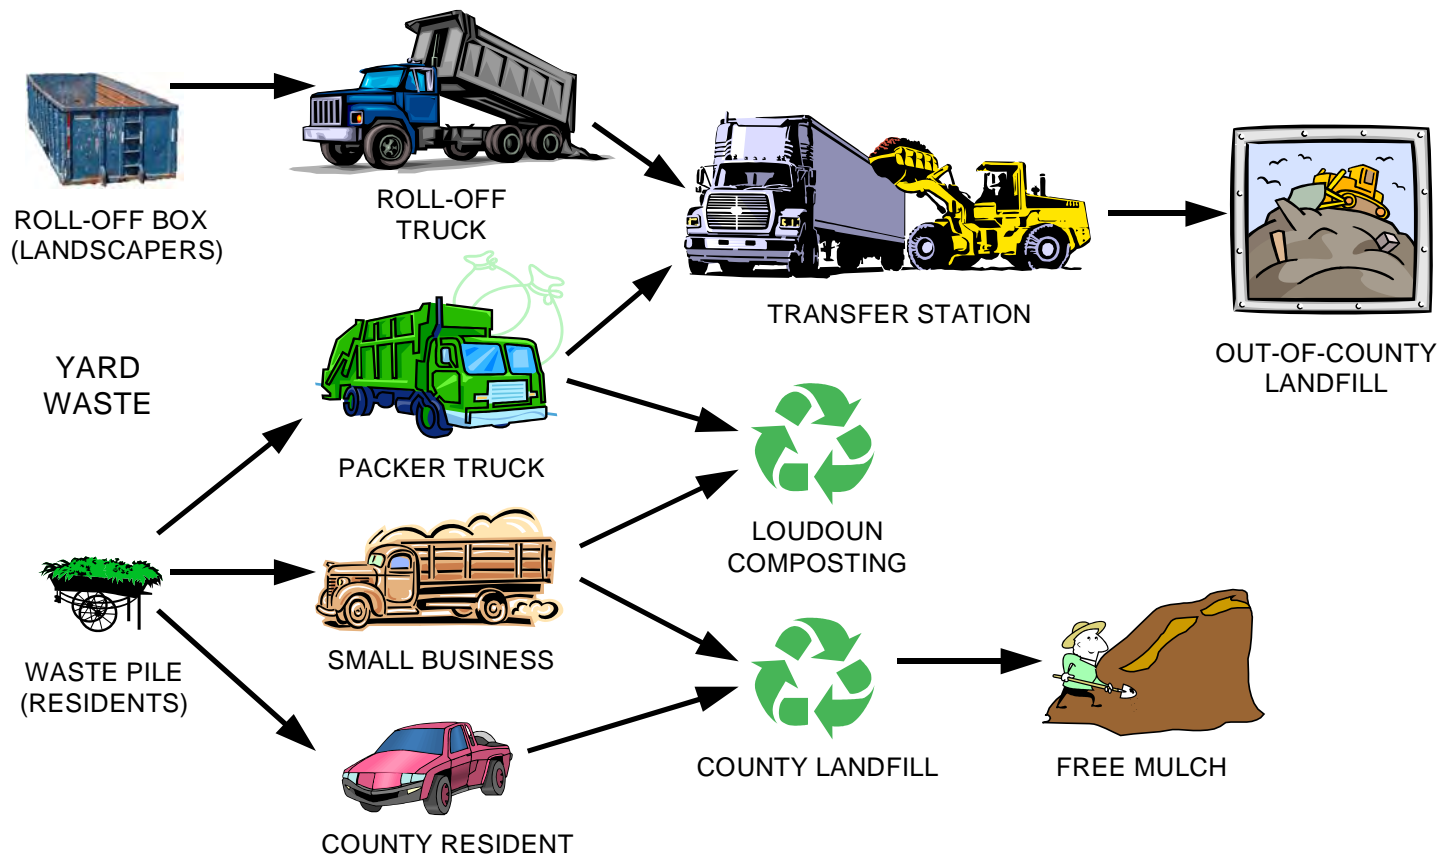 ROLL-OFF BOX
(LANDSCAPERS)
ROLL-OFF
TRUCK
TRANSFER STATION
OUT-OF-COUNTY
LANDFILL
YARD
WASTE
PACKER TRUCK
LOUDOUN
COMPOSTING
WASTE PILE
(RESIDENTS)
SMALL BUSINESS
COUNTY LANDFILL
FREE MULCH
COUNTY RESIDENT